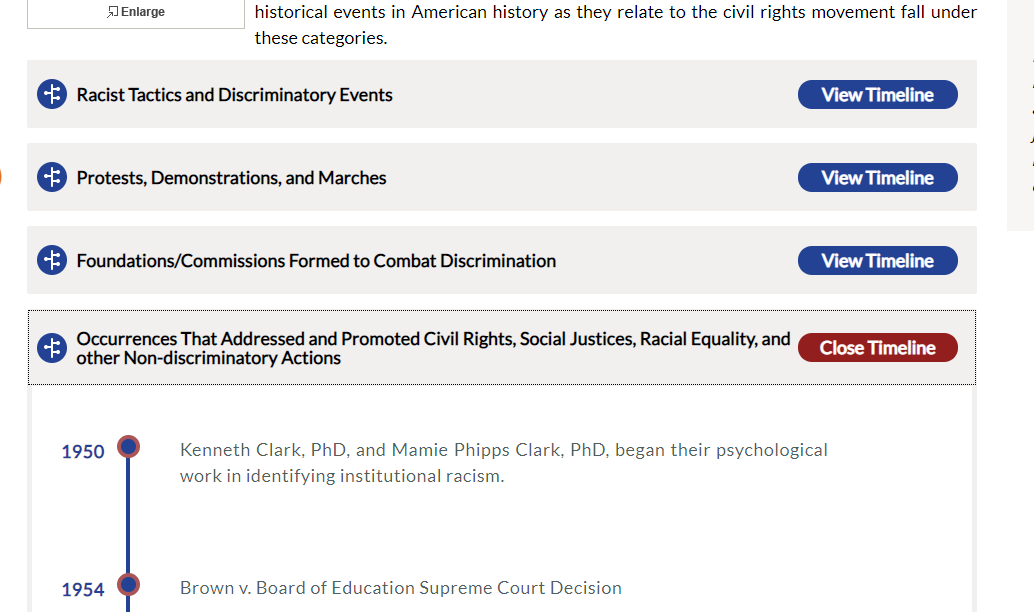 Enlarge
historical events in American history as they relate to the civil rights movement fall under
these categories.
Racist Tactics and Discriminatory Events
View Timeline
Protests, Demonstrations, and Marches
View Timeline
Foundations/Commissions Formed to Combat Discrimination
View Timeline
Occurrences That Addressed and Promoted Civil Rights, Social Justices, Racial Equality, and
other Non-discriminatory Actions
Close Timeline
1950
Kenneth Clark, PhD, and Mamie Phipps Clark, PhD, began their psychological
work in identifying institutional racism.
1954
Brown v. Board of Education Supreme Court Decision